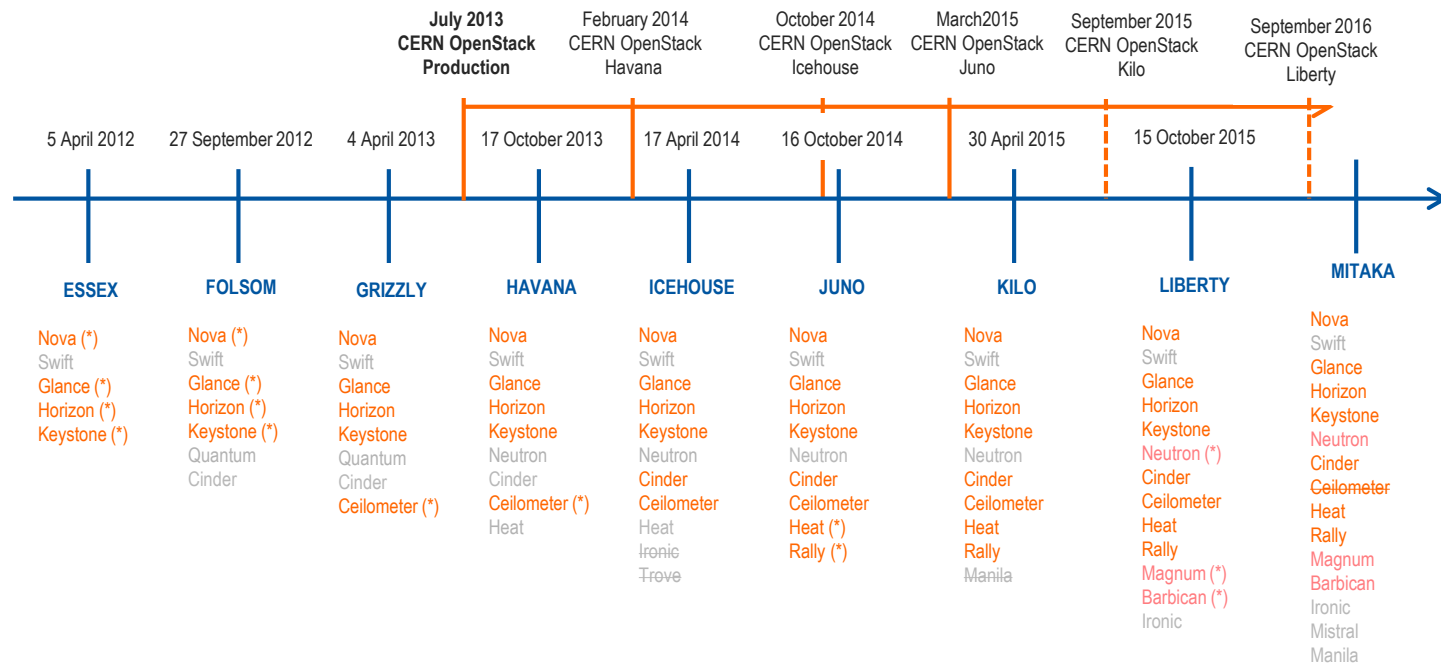 July 2013
CERN OpenStack
Production
February 2014
CERN OpenStack
Havana
October 2014
CERN OpenStack
Icehouse
March2015
CERN OpenStack
Juno
September 2015
CERN OpenStack
Kilo
September 2016
CERN OpenStack
Liberty
5 April 2012
27 September 2012
4 April 2013
17 October 2013
17 April 2014
16 October 2014
30 April 2015
15 October 2015
ESSEX
Nova (*)
Swift
Glance (*)
Horizon (*)
Keystone (*)
FOLSOM
Nova (*)
Swift
Glance (*)
Horizon (*)
Keystone (*)
Quantum
Cinder
GRIZZLY
Nova
Swift
Glance
Horizon
Keystone
Quantum
Cinder
Ceilometer (*)
HAVANA
Nova
Swift
Glance
Horizon
Keystone
Neutron
Cinder
Ceilometer (*)
Heat
ICEHOUSE
Nova
Swift
Glance
Horizon
Keystone
Neutron
Cinder
Ceilometer
Heat
Ironic
Trove
JUNO
Nova
Swift
Glance
Horizon
Keystone
Neutron
Cinder
Ceilometer
Heat (*)
Rally (*)
KILO
Nova
Swift
Glance
Horizon
Keystone
Neutron
Cinder
Ceilometer
Heat
Rally
Manila
LIBERTY
Nova
Swift
Glance
Horizon
Keystone
Neutron (*)
Cinder
Ceilometer
Heat
Rally
Magnum (*)
Barbican (*)
Ironic
MITAKA
Nova
Swift
Glance
Horizon
Keystone
Neutron
Cinder
Ceilometer
Heat
Rally
Magnum
Barbican
Ironic
Mistral
Manila